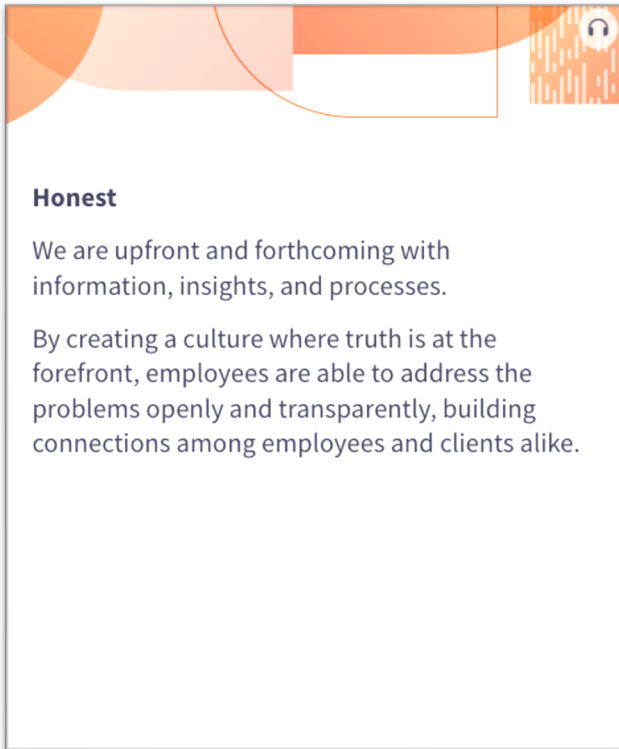 Honest
We are upfront and forthcoming with
information, insights, and processes.
By creating a culture where truth is at the
forefront, employees are able to address the
problems openly and transparently, building
connections among employees and clients alike.